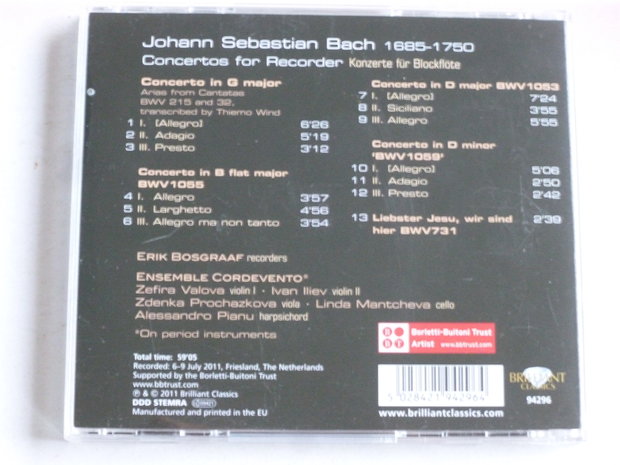 Johann Sebastian Bach 1685-1750
Concertos for Recorder Konzerte für Blockflöte
Concerto in G major
Arias from Cantatas
BWV 215 and 32,
transcribed by Thiemo Wind
1 I. [Allegro] 6'26
2 II. Adagio 5'19
3 III. Presto 3'12
Concerto in B flat major
BWV1055
4 I. Allegro 3'57
5 II. Larghetto 4'56
6 III. Allegro ma non tanto 3'54
Concerto in D major BWV1053
7 I. [Allegro] 7'24
8 II. Siciliano 3'55
9 III. Allegro 5'55
Concerto in D minor
'BWV1059'
10 I. [Allegro] 5'06
11 II. Adagio 2'50
12 III. Presto 2'42
13 Liebster Jesu, wir sind 2'39
hier BWV731
Erik Bosgraaf recorders
Ensemble Cordevento*
Zefira Valova violin I · Ivan Iliev violin II
Zdenka Prochazkova viola · Linda Mantcheva cello
Alessandro Pianu harpsichord
*On period instruments
Total time: 59'05
Recorded: 6-9 July 2011, Friesland, The Netherlands
Supported by the Borletti-Buitoni Trust
www.bbtrust.com
℗ & © 2011 Brilliant Classics
DDD STEMRA
Manufactured and printed in the EU
B B T
Borletti-Buitoni Trust
Artist www.bbtrust.com
5 028421 942964
www.brilliantclassics.com
BRILLIANT
CLASSICS
94296